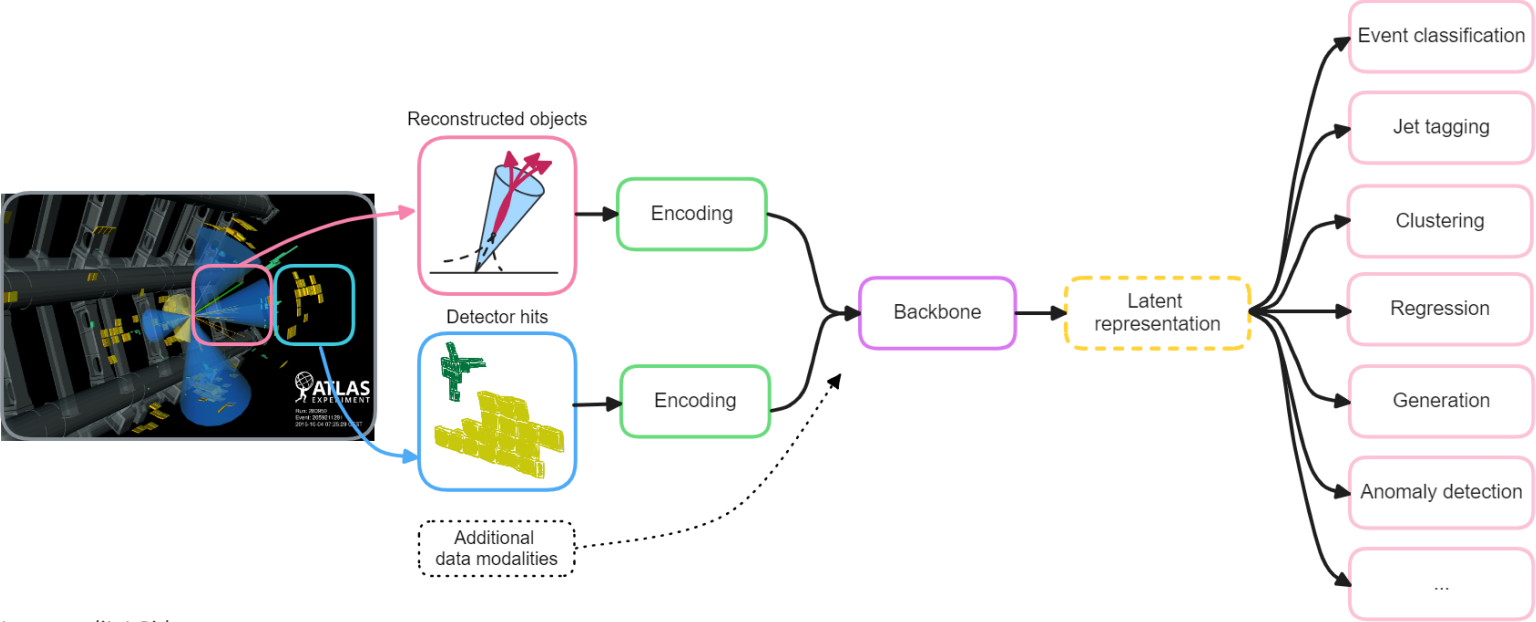 Event classification
Reconstructed objects
Jet tagging
Encoding
Clustering
Detector hits
Backbone
Latent
representation
Regression
ATLAS
EXPERIMENT
Encoding
Generation
Anomaly detection
Additional
data modalities
...